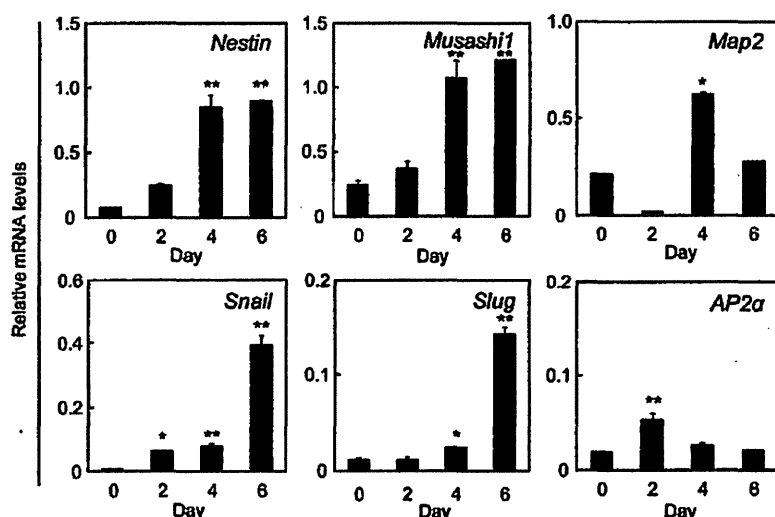 Relative mRNA levels
Nestin
1.5
1.0
0.5
0
** **
0 2 4 6
Day
Musashi1
1.5
1.0
0.5
0
** **
0 2 4 6
Day
Map2
1.0
0.5
0
*
0 2 4 6
Day
Snail
0.6
0.4
0.2
0
* ** **
0 2 4 6
Day
Slug
0.2
0.1
0
* **
0 2 4 6
Day
AP2α
0.2
0.1
0
**
0 2 4 6
Day